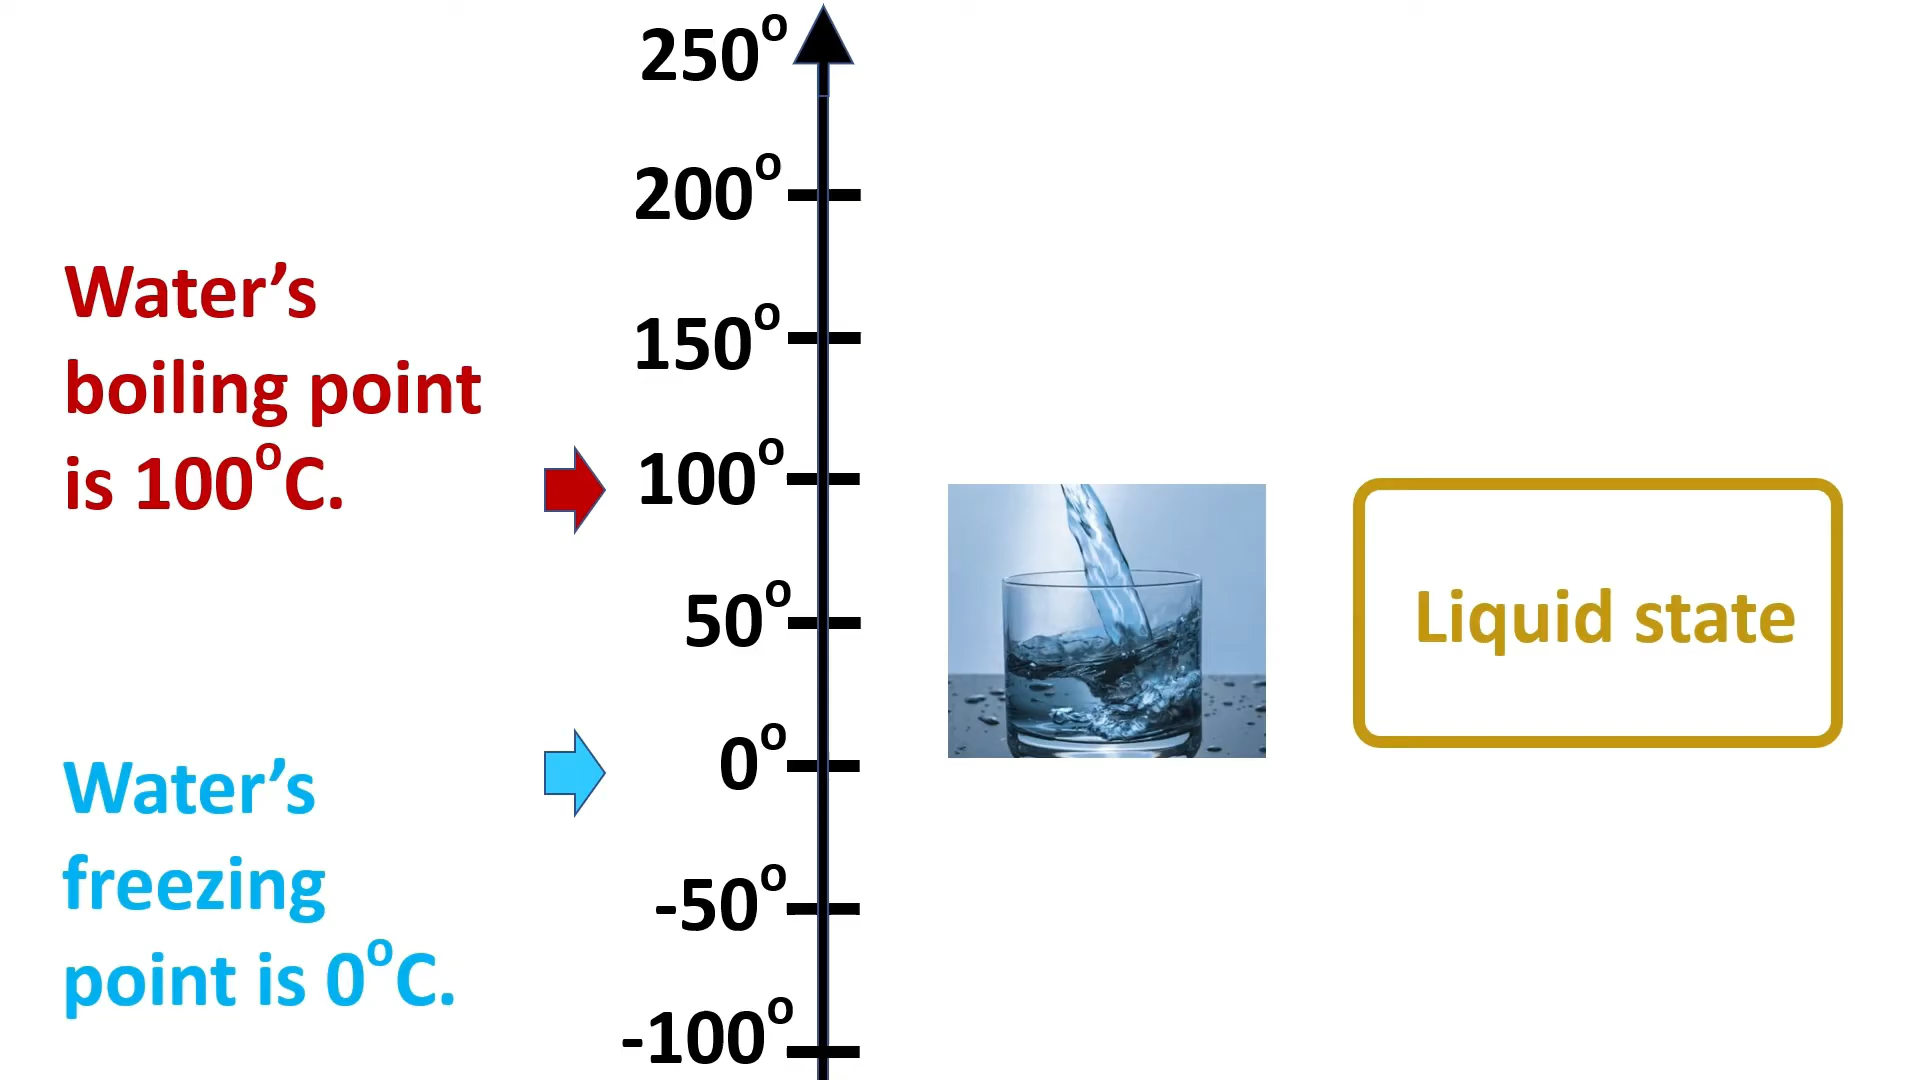 Water’s
boiling point
is 100°C.
Water’s
freezing
point is 0°C.
250°
200°
150°
100°
50°
0°
-50°
-100°
Liquid state